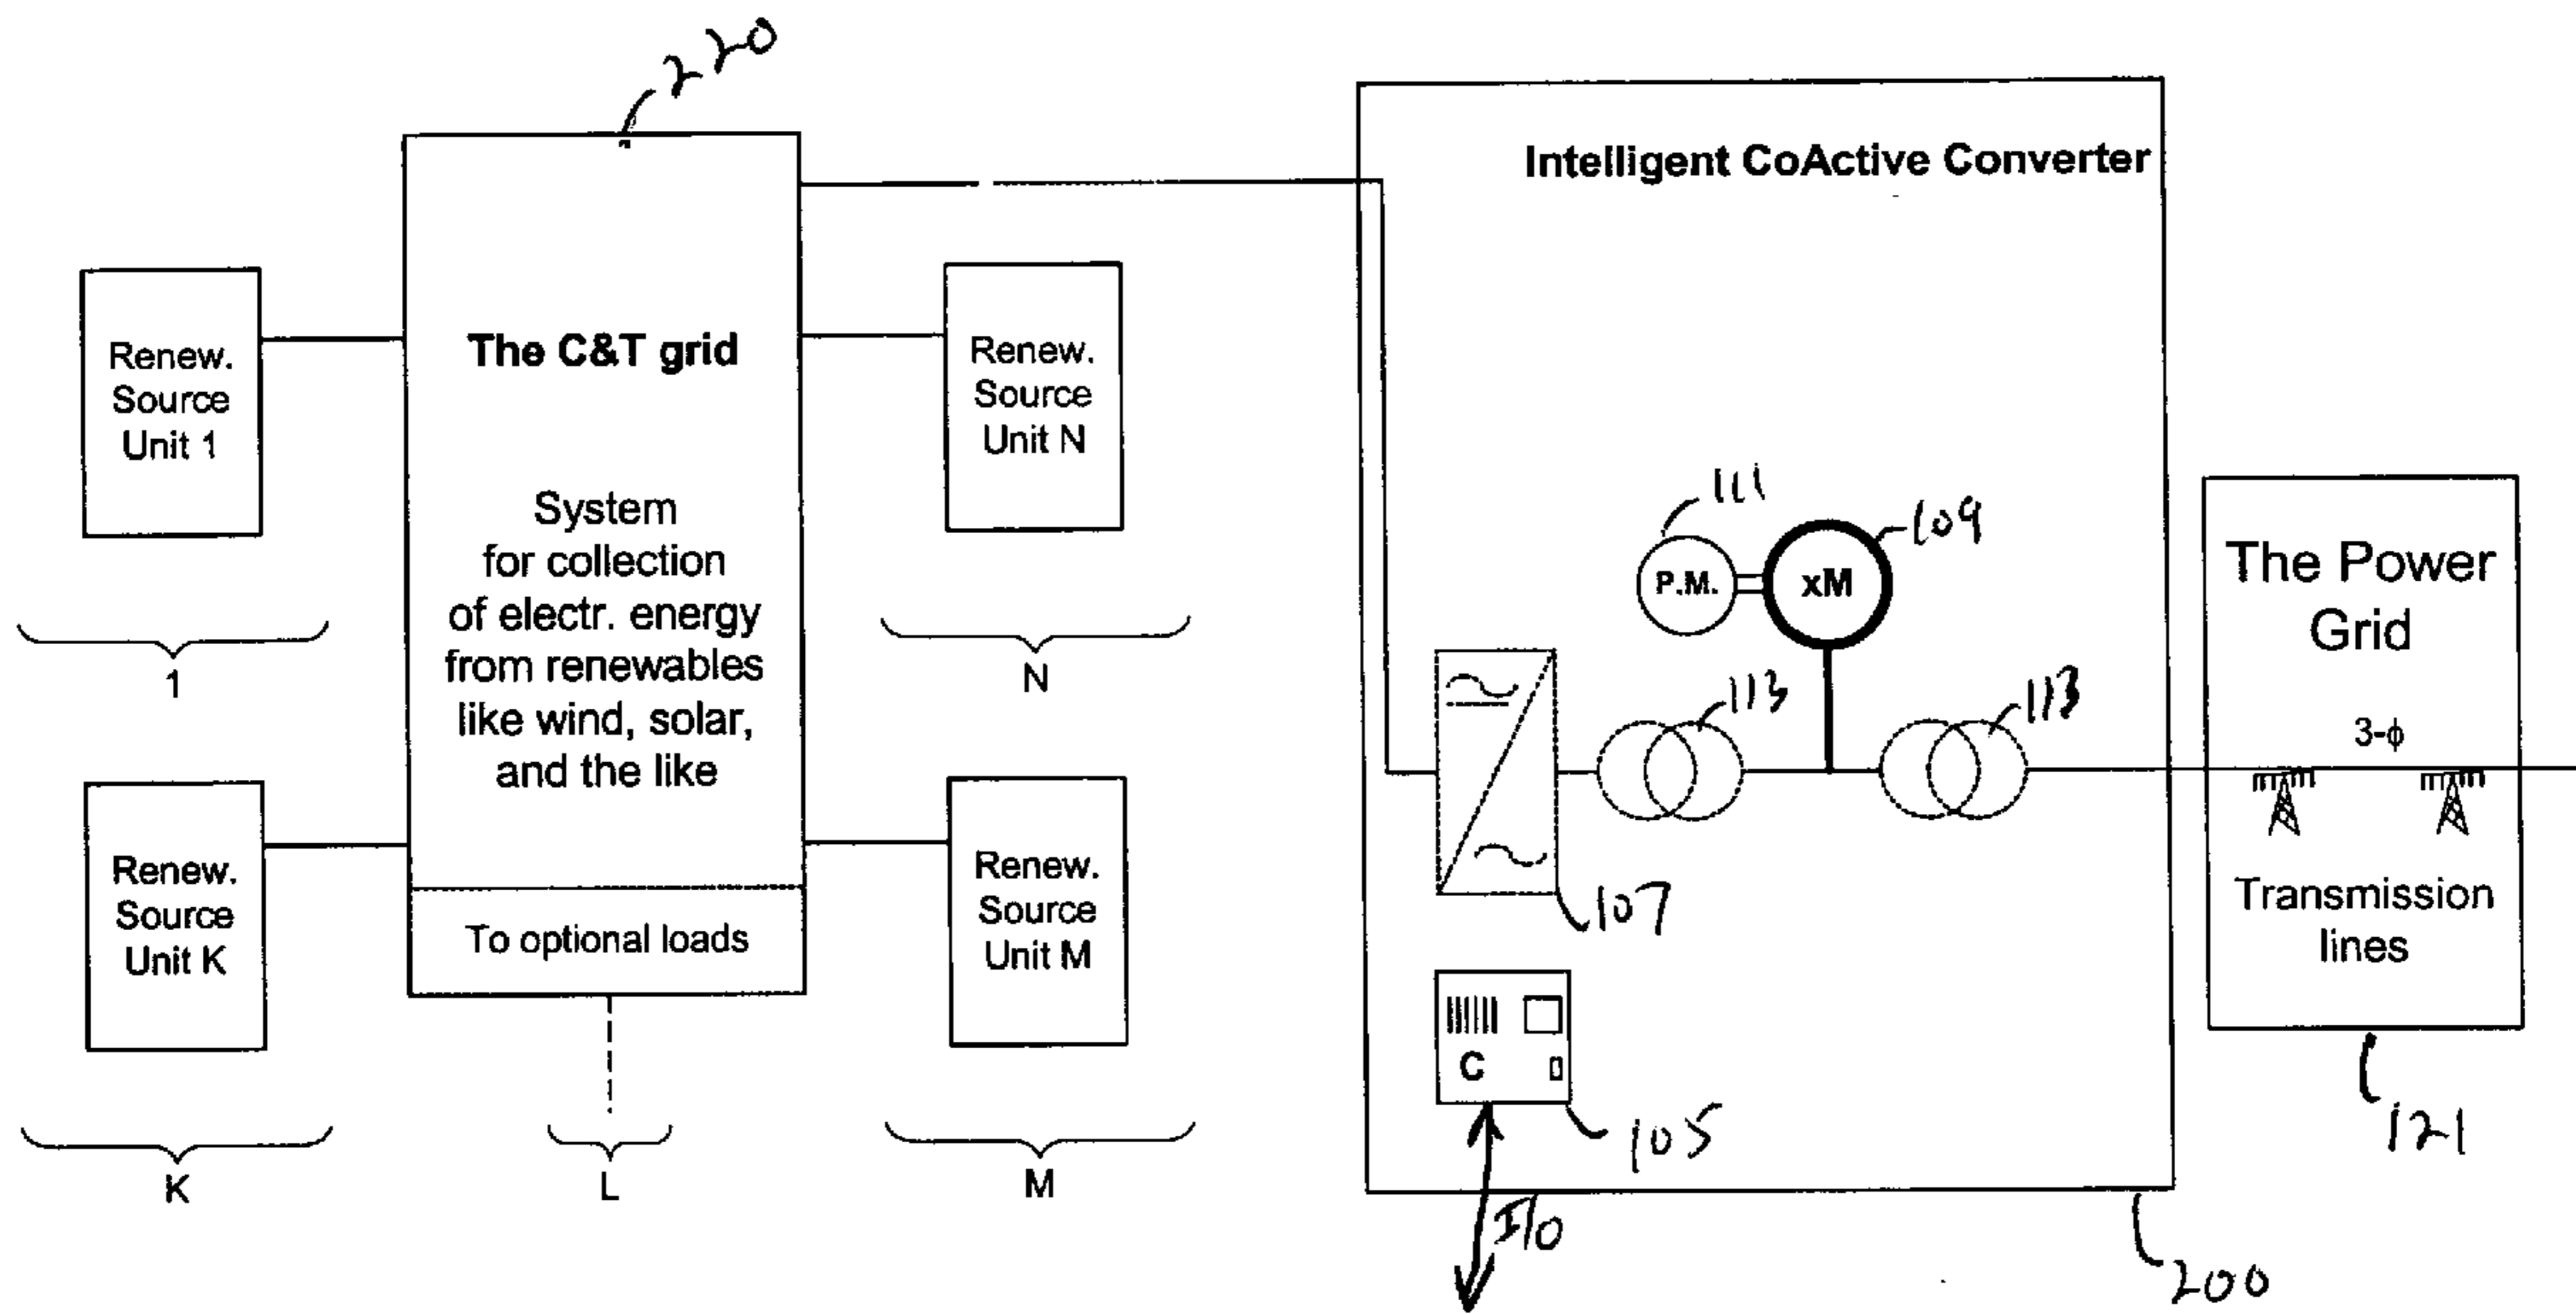 220
Intelligent CoActive Converter
Renew.
Source
Unit 1
1
The C&T grid
System
for collection
of electr. energy
from renewables
like wind, solar,
and the like
To optional loads
L
Renew.
Source
Unit N
N
Renew.
Source
Unit K
K
Renew.
Source
Unit M
M
111
109
P.M.
xM
113
113
107
C
105
I/O
200
The Power
Grid
3-ϕ
Transmission
lines
121